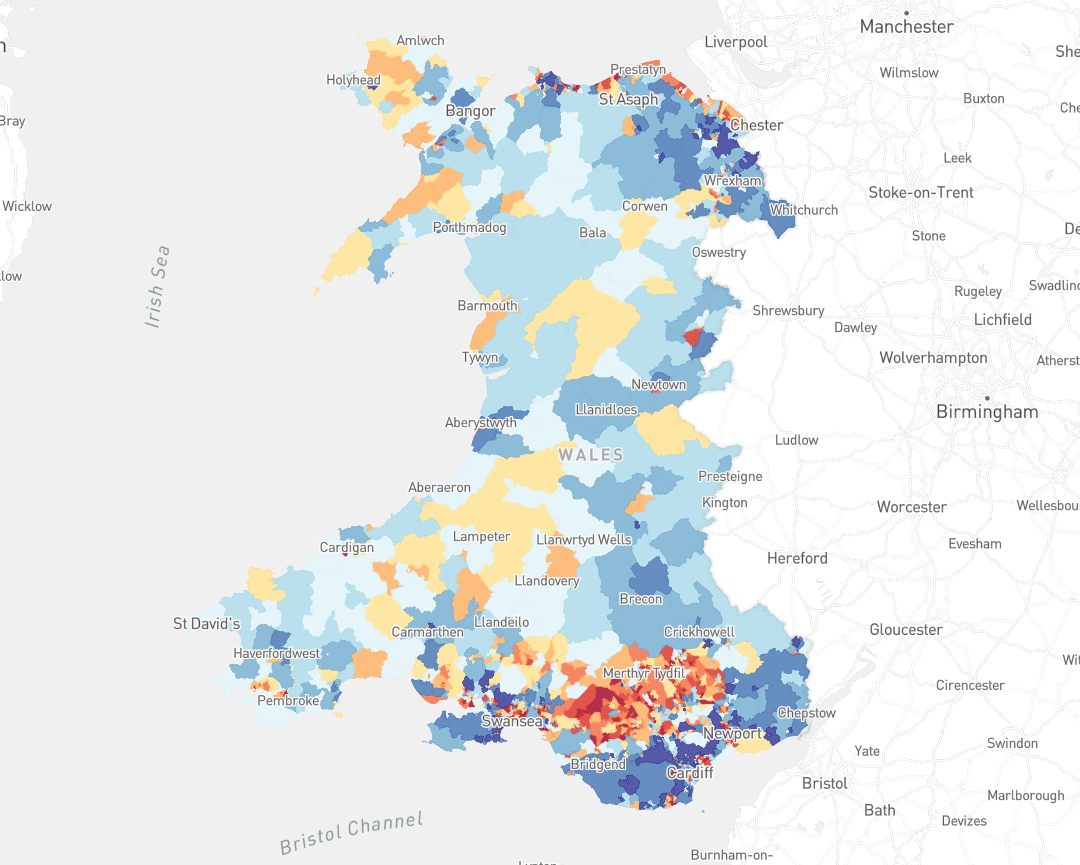 Manchester
Amlwch
Liverpool
She
Prestatyn
Wilmslow
Holyhead
St Asaph
Buxton
Che
Bangor
Bray
Chester
Leek
Wrexham
Stoke-on-Trent
Wicklow
Corwen
Whitchurch
Porthmadog
Bala
Stone
De
Oswestry
Irish Sea
low
Rugeley
Swadlinc
Barmouth
Shrewsbury
Lichfield
Dawley
Tywyn
Wolverhampton
Atherst
Newtown
Llanidloes
Birmingham
Aberystwyth
Ludlow
WALES
Presteigne
Aberaeron
Kington
Worcester
Wellesbou
Lampeter
Llanwrtyd Wells
Cardigan
Evesham
Hereford
Llandovery
Brecon
St David's
Llandeilo
Carmarthen
Crickhowell
Gloucester
Haverfordwest
Wit
Merthyr Tydfil
Cirencester
Pembroke
Chepstow
Swansea
Newport
Swindon
Yate
Bridgend
Cardiff
Bristol
Marlborough
Bath
Bristol Channel
Devizes
Burnham-on-